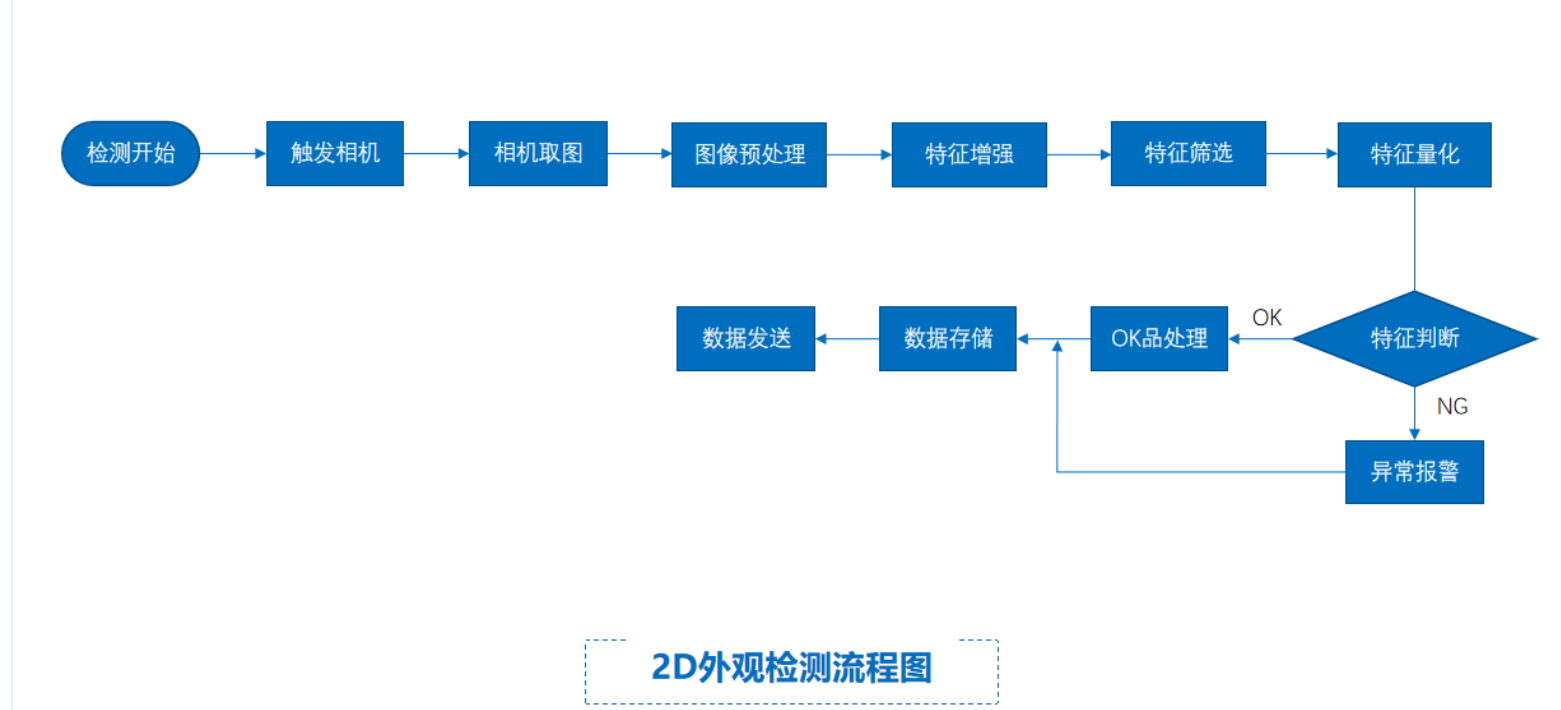 检测开始
触发相机
相机取图
图像预处理
特征增强
特征筛选
特征量化
数据发送
数据存储
OK品处理
OK
特征判断
NG
异常报警
2D外观检测流程图